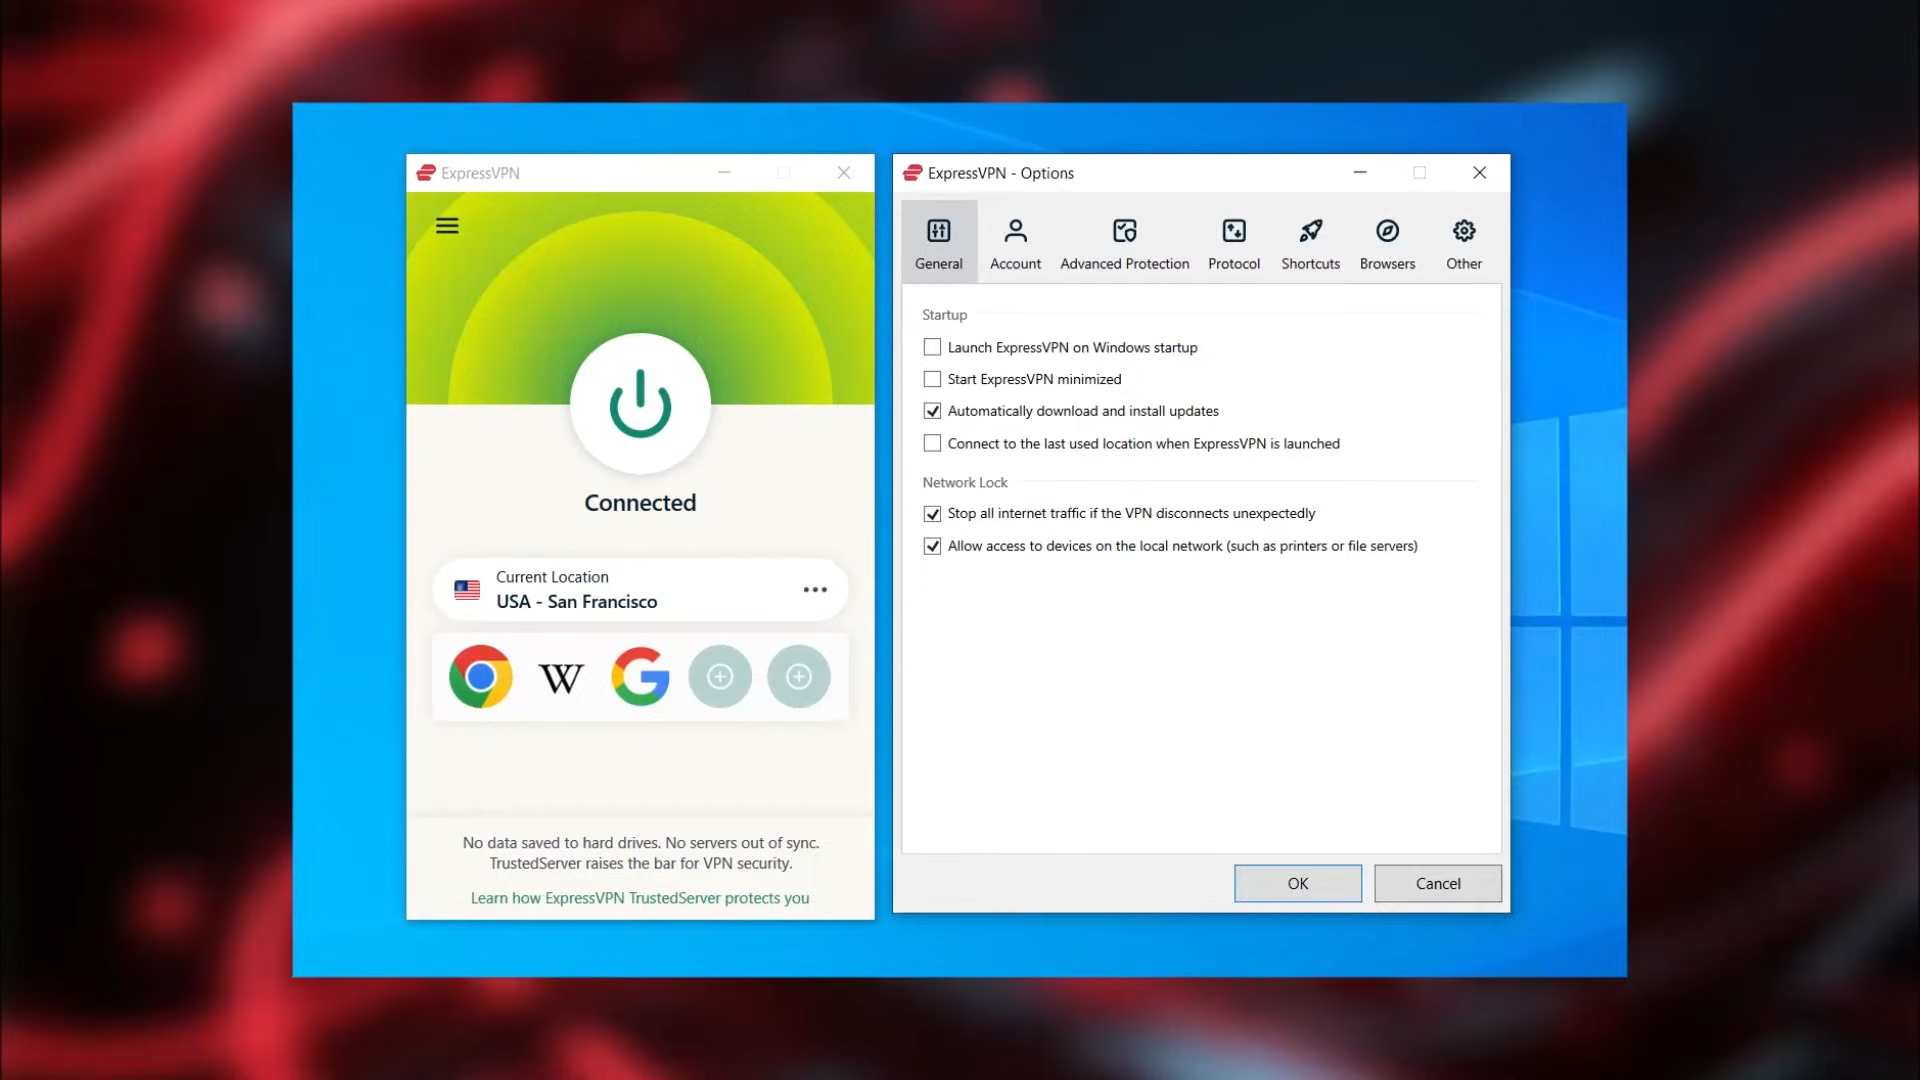 ExpressVPN
Connected
Current Location
USA - San Francisco
W
G
No data saved to hard drives. No servers out of sync.
TrustedServer raises the bar for VPN security.
Learn how ExpressVPN TrustedServer protects you
ExpressVPN - Options
General
Account
Advanced Protection
Protocol
Shortcuts
Browsers
Other
Startup
Launch ExpressVPN on Windows startup
Start ExpressVPN minimized
Automatically download and install updates
Connect to the last used location when ExpressVPN is launched
Network Lock
Stop all internet traffic if the VPN disconnects unexpectedly
Allow access to devices on the local network (such as printers or file servers)
OK
Cancel